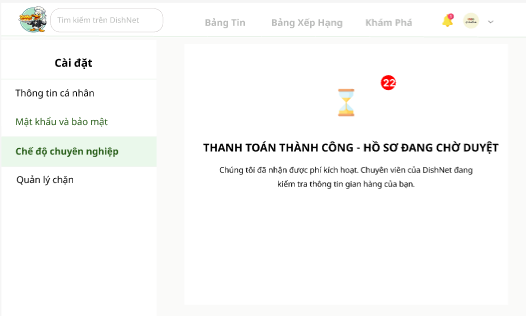 Tìm kiếm trên DishNet
Bảng Tin
Bảng Xếp Hạng
Khám Phá
Cài đặt
Thông tin cá nhân
Mật khẩu và bảo mật
Chế độ chuyên nghiệp
Quản lý chặn
22
THANH TOÁN THÀNH CÔNG - HỒ SƠ ĐANG CHỜ DUYỆT
Chúng tôi đã nhận được phí kích hoạt. Chuyên viên của DishNet đang
kiểm tra thông tin gian hàng của bạn.